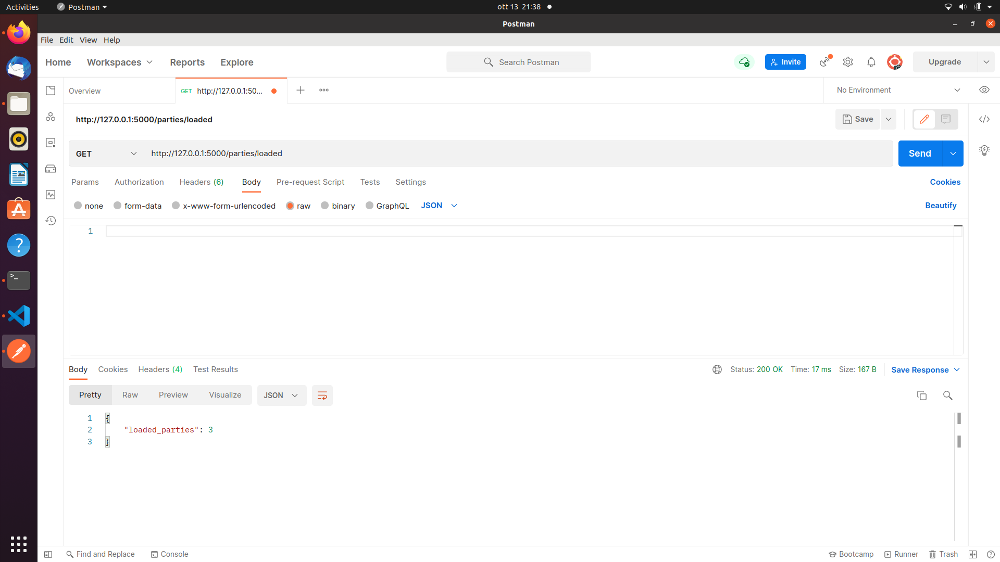 Activities Postman ott 13 21:38
Postman
File Edit View Help
Home Workspaces Reports Explore Search Postman Invite Upgrade
Overview GET http://127.0.0.1:50... No Environment
http://127.0.0.1:5000/parties/loaded Save
GET http://127.0.0.1:5000/parties/loaded Send
Params Authorization Headers (6) Body Pre-request Script Tests Settings Cookies
none form-data x-www-form-urlencoded raw binary GraphQL JSON Beautify
1
Body Cookies Headers (4) Test Results Status: 200 OK Time: 17 ms Size: 167 B Save Response
Pretty Raw Preview Visualize JSON
1 {
2 "loaded_parties": 3
3 }
Find and Replace Console Bootcamp Runner Trash